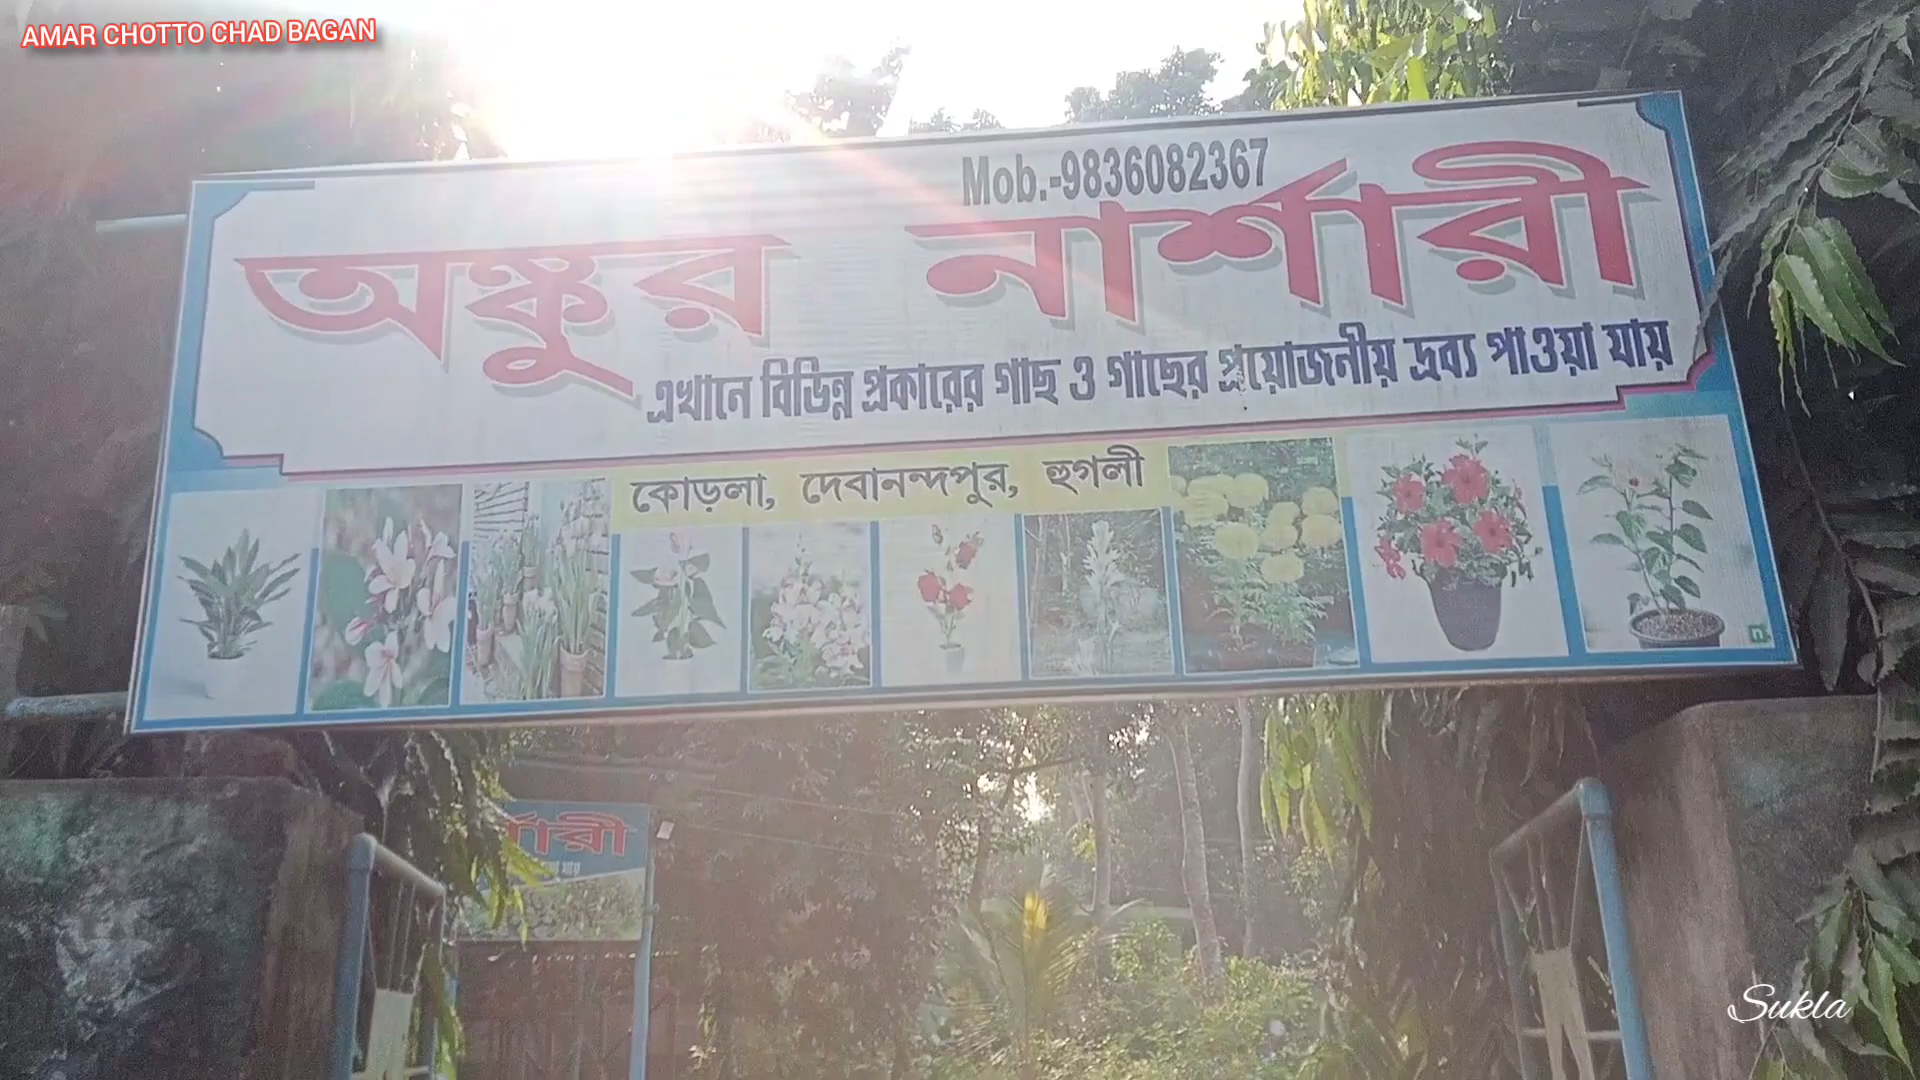 AMAR CHOTTO CHAD BAGAN
Mob.-9836082367
অঙ্কুর নার্শারী
এখানে বিভিন্ন প্রকারের গাছ ও গাছের প্রয়োজনীয় দ্রব্য পাওয়া যায়
কোড়লা, দেবানন্দপুর, হুগলী
র্শারী
Sukla